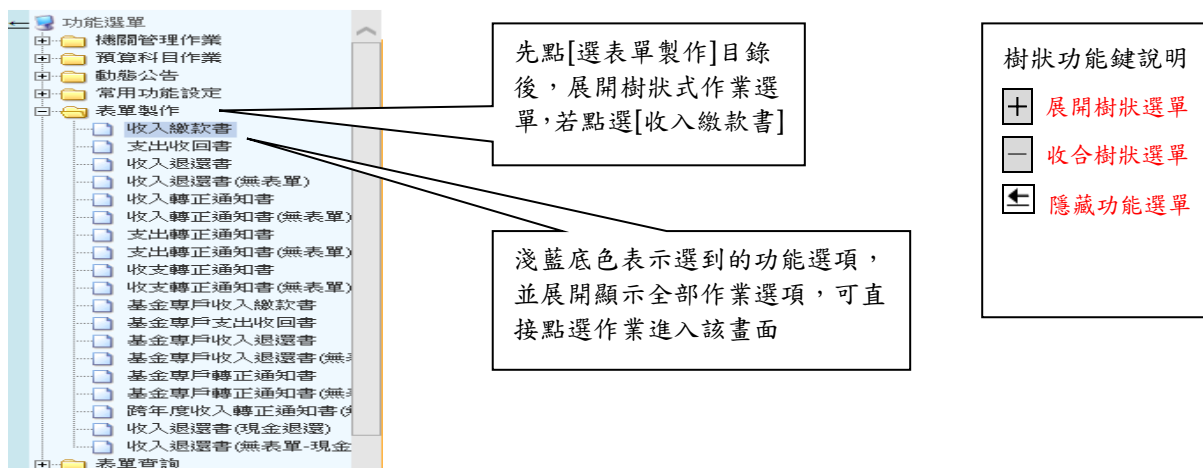 功能選單
機關管理作業
預算科目作業
動態公告
常用功能設定
表單製作
收入繳款書
支出收回書
收入退還書
收入退還書(無表單)
收入轉正通知書
收入轉正通知書(無表單)
支出轉正通知書
支出轉正通知書(無表單)
收支轉正通知書
收支轉正通知書(無表單)
基金專戶收入繳款書
基金專戶支出收回書
基金專戶收入退還書
基金專戶收入退還書(無
基金專戶轉正通知書
基金專戶轉正通知書(無
跨年度收入轉正通知書(
收入退還書(現金退還)
收入退還書(無表單-現金
表單查詢
先點[選表單製作]目錄
後，展開樹狀式作業選
單，若點選[收入繳款書]
淺藍底色表示選到的功能選項，
並展開顯示全部作業選項，可直
接點選作業進入該畫面
樹狀功能鍵說明
展開樹狀選單
收合樹狀選單
隱藏功能選單